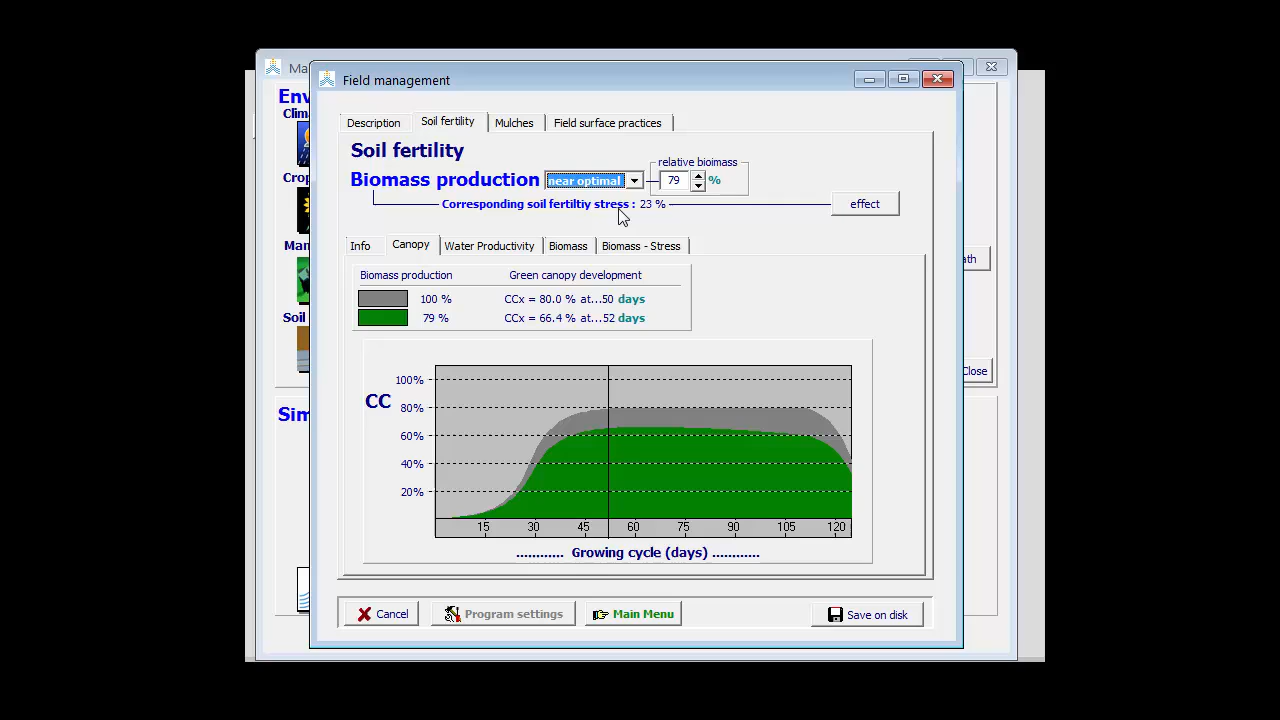 Ma
Field management
Env
Clim
Crop
Man
Soil
Sim
ath
Close
Description
Soil fertility
Mulches
Field surface practices
Soil fertility
relative biomass
Biomass production near optimal 79 %
Corresponding soil fertiltiy stress : 23 %
effect
Info
Canopy
Water Productivity
Biomass
Biomass - Stress
Biomass production Green canopy development
100 % CCx = 80.0 % at...50 days
79 % CCx = 66.4 % at...52 days
CC
100%
80%
60%
40%
20%
15 30 45 60 75 90 105 120
............ Growing cycle (days) ............
Cancel
Program settings
Main Menu
Save on disk